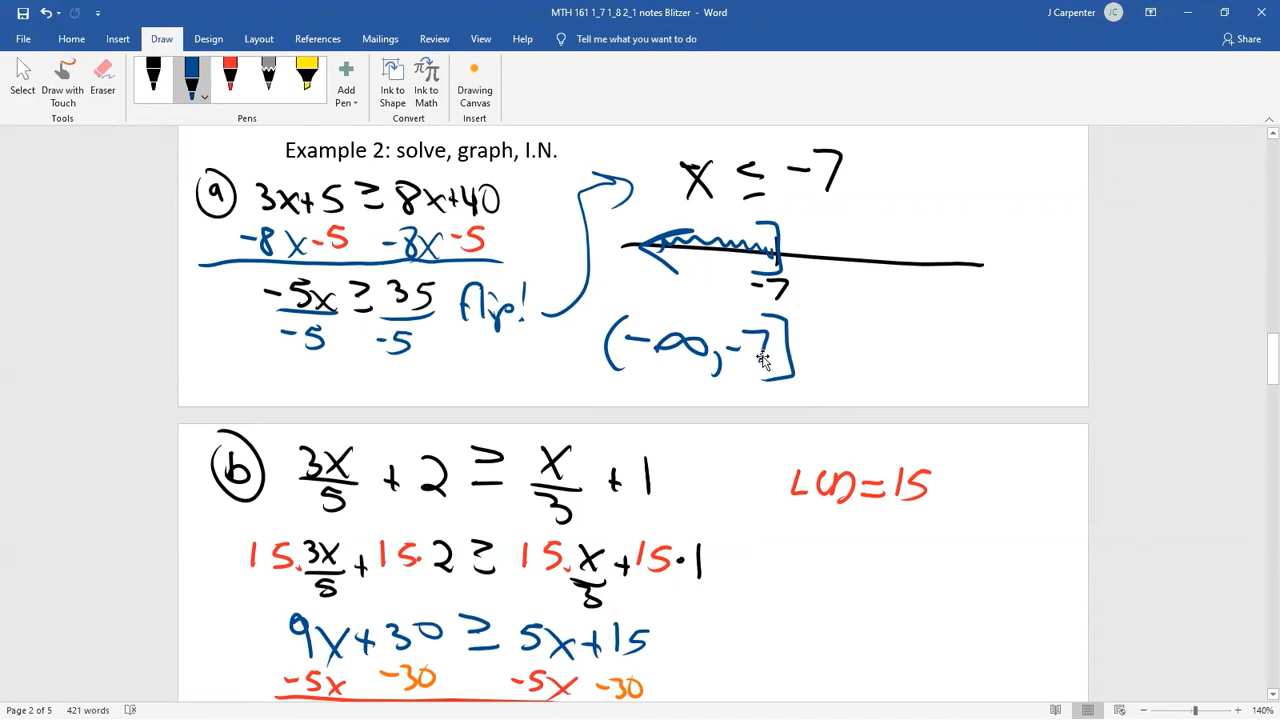 MTH 161 1_7 1_8 2_1 notes Blitzer - Word
J Carpenter JC
File Home Insert Draw Design Layout References Mailings Review View Help Tell me what you want to do Share
Select Draw with Touch Eraser Add Pen Ink to Shape Ink to Math Drawing Canvas
Tools Pens Convert Insert
Example 2: solve, graph, I.N.
a 3x+5 ≥ 8x+40
-8x-5 -8x-5
-5x ≥ 35 flip!
-5 -5
x ≤ -7
-7
(-∞, -7]
b 3x/5 + 2 ≥ x/3 + 1
LCD=15
15·3x/5 + 15·2 ≥ 15·x/3 + 15·1
9x+30 ≥ 5x+15
-5x -30 -5x -30
Page 2 of 5 421 words 140%